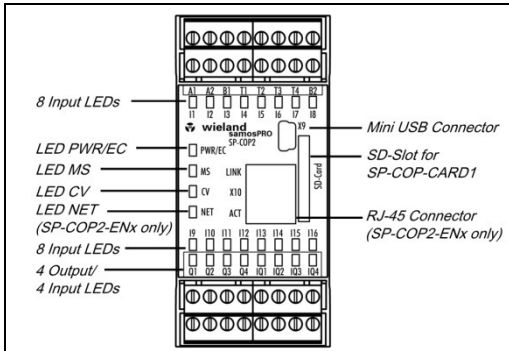 A1 A2 B1 T1 T2 T3 T4 B2
8 Input LEDs
I1 I2 I3 I4 I5 I6 I7 I8
wieland
samosPRO
SP-COP2
X9
Mini USB Connector
LED PWR/EC
PWR/EC
SD-Slot for
SP-COP-CARD1
LED MS
MS
LINK
SD-Card
LED CV
CV
X10
LED NET
(SP-COP2-ENx only)
NET
ACT
RJ-45 Connector
(SP-COP2-ENx only)
8 Input LEDs
I9 I10 I11 I12 I13 I14 I15 I16
4 Output/
4 Input LEDs
Q1 Q2 Q3 Q4 IQ1 IQ2 IQ3 IQ4